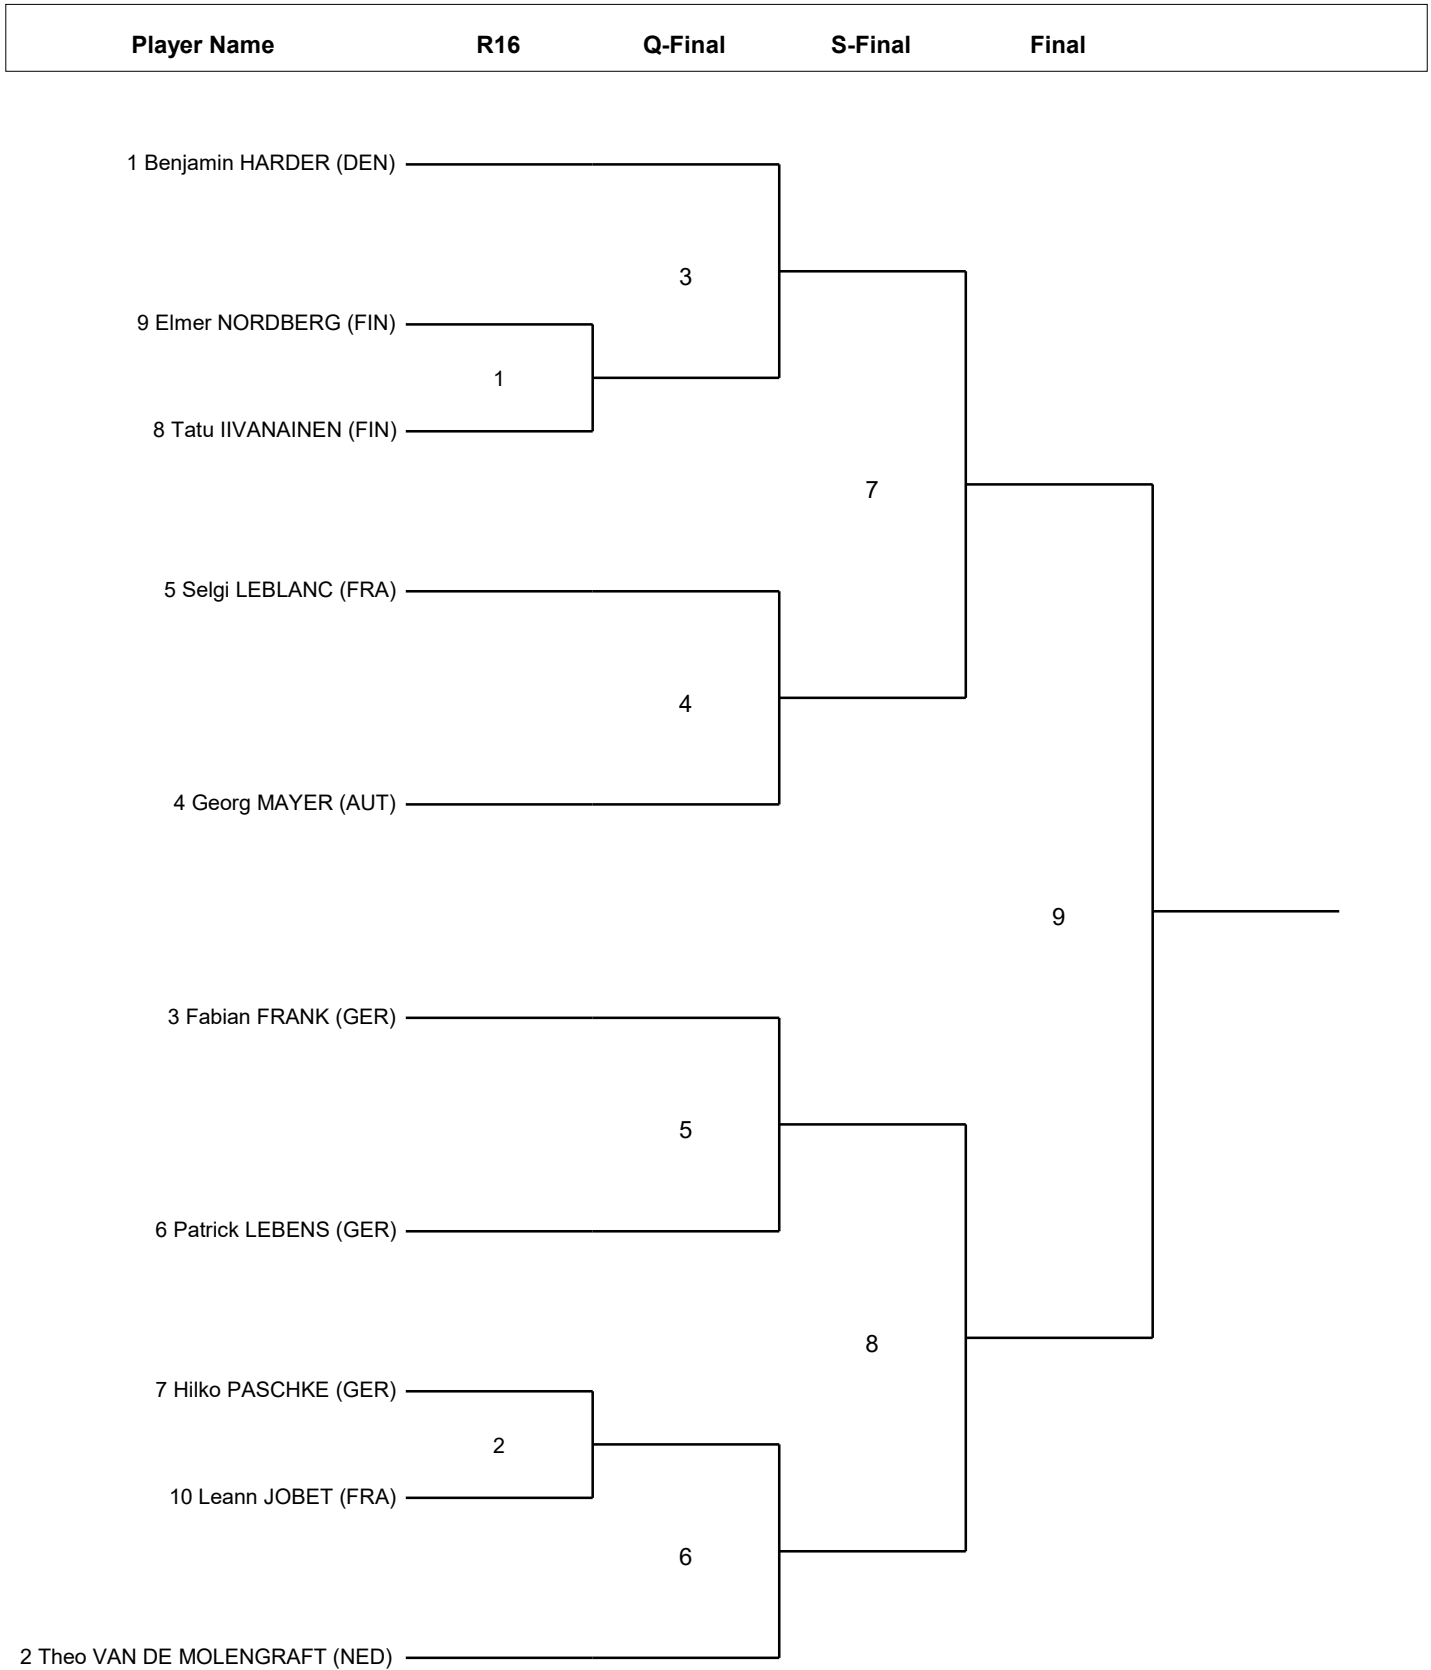 Player Name R16 Q-Final S-Final Final
1 Benjamin HARDER (DEN)
3
9 Elmer NORDBERG (FIN)
1
8 Tatu IIVANAINEN (FIN)
7
5 Selgi LEBLANC (FRA)
4
4 Georg MAYER (AUT)
9
3 Fabian FRANK (GER)
5
6 Patrick LEBENS (GER)
8
7 Hilko PASCHKE (GER)
2
10 Leann JOBET (FRA)
6
2 Theo VAN DE MOLENGRAFT (NED)